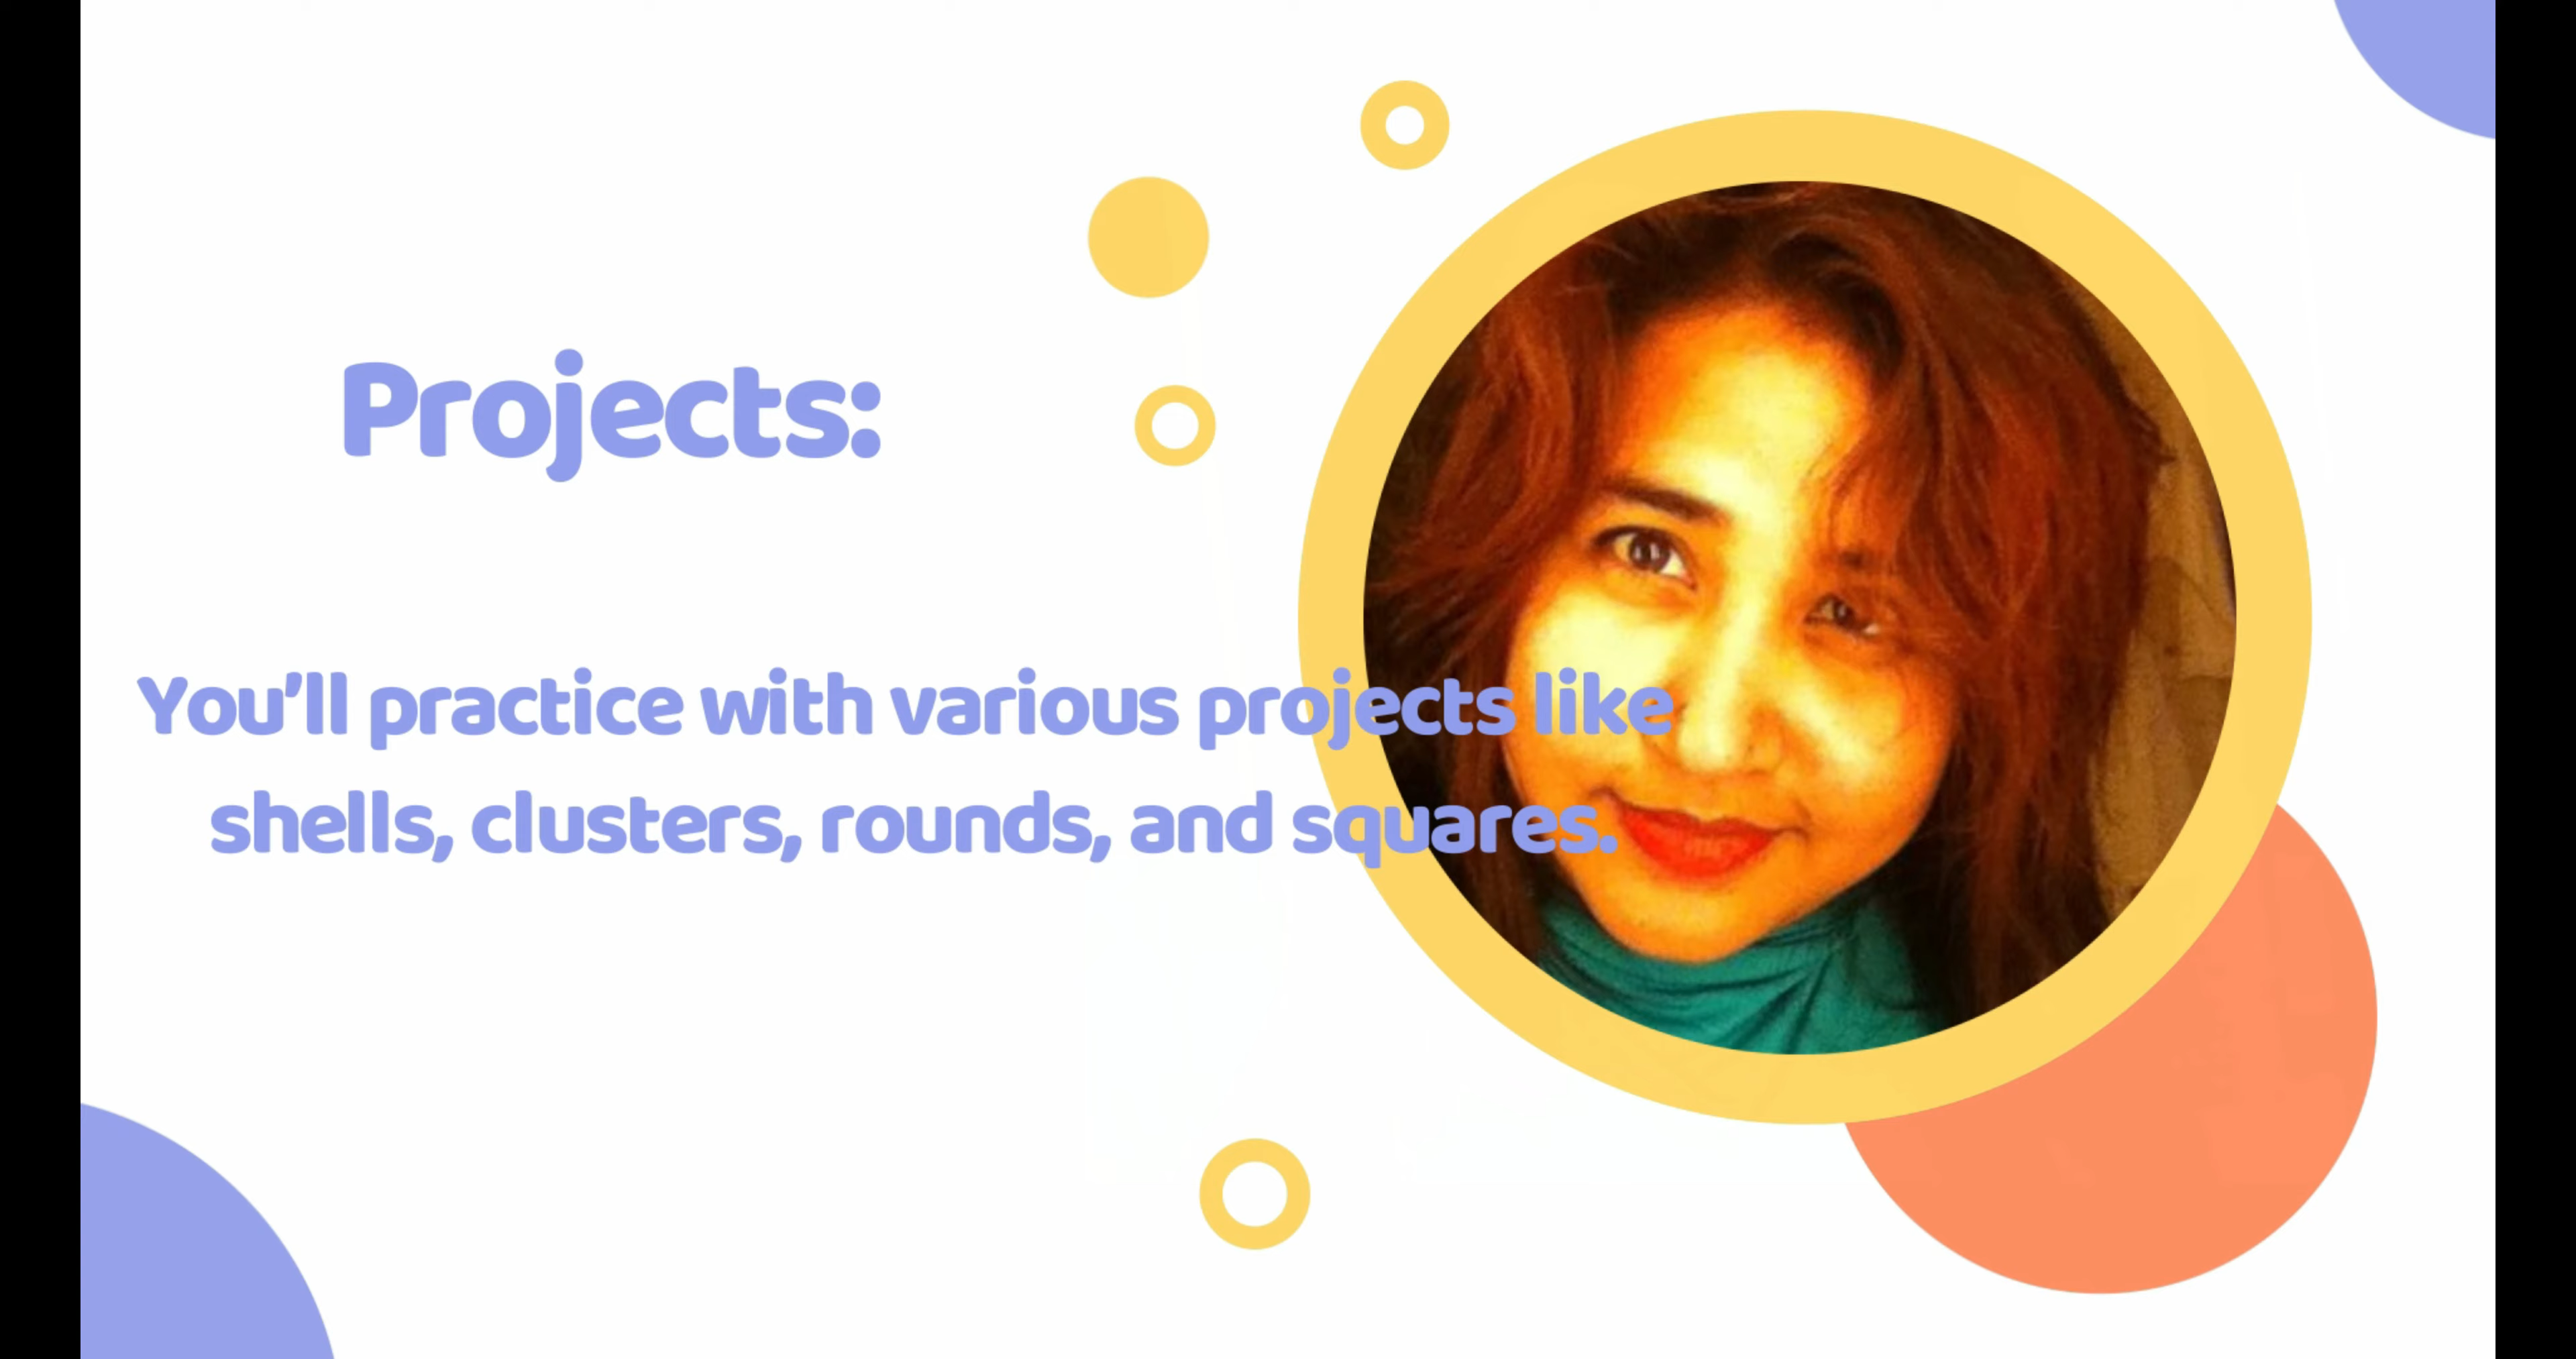 Projects:
You'll practice with various projects like
shells, clusters, rounds, and squares.